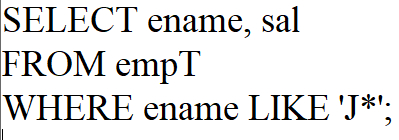 SELECT ename, sal
FROM empT
WHERE ename LIKE 'J*';